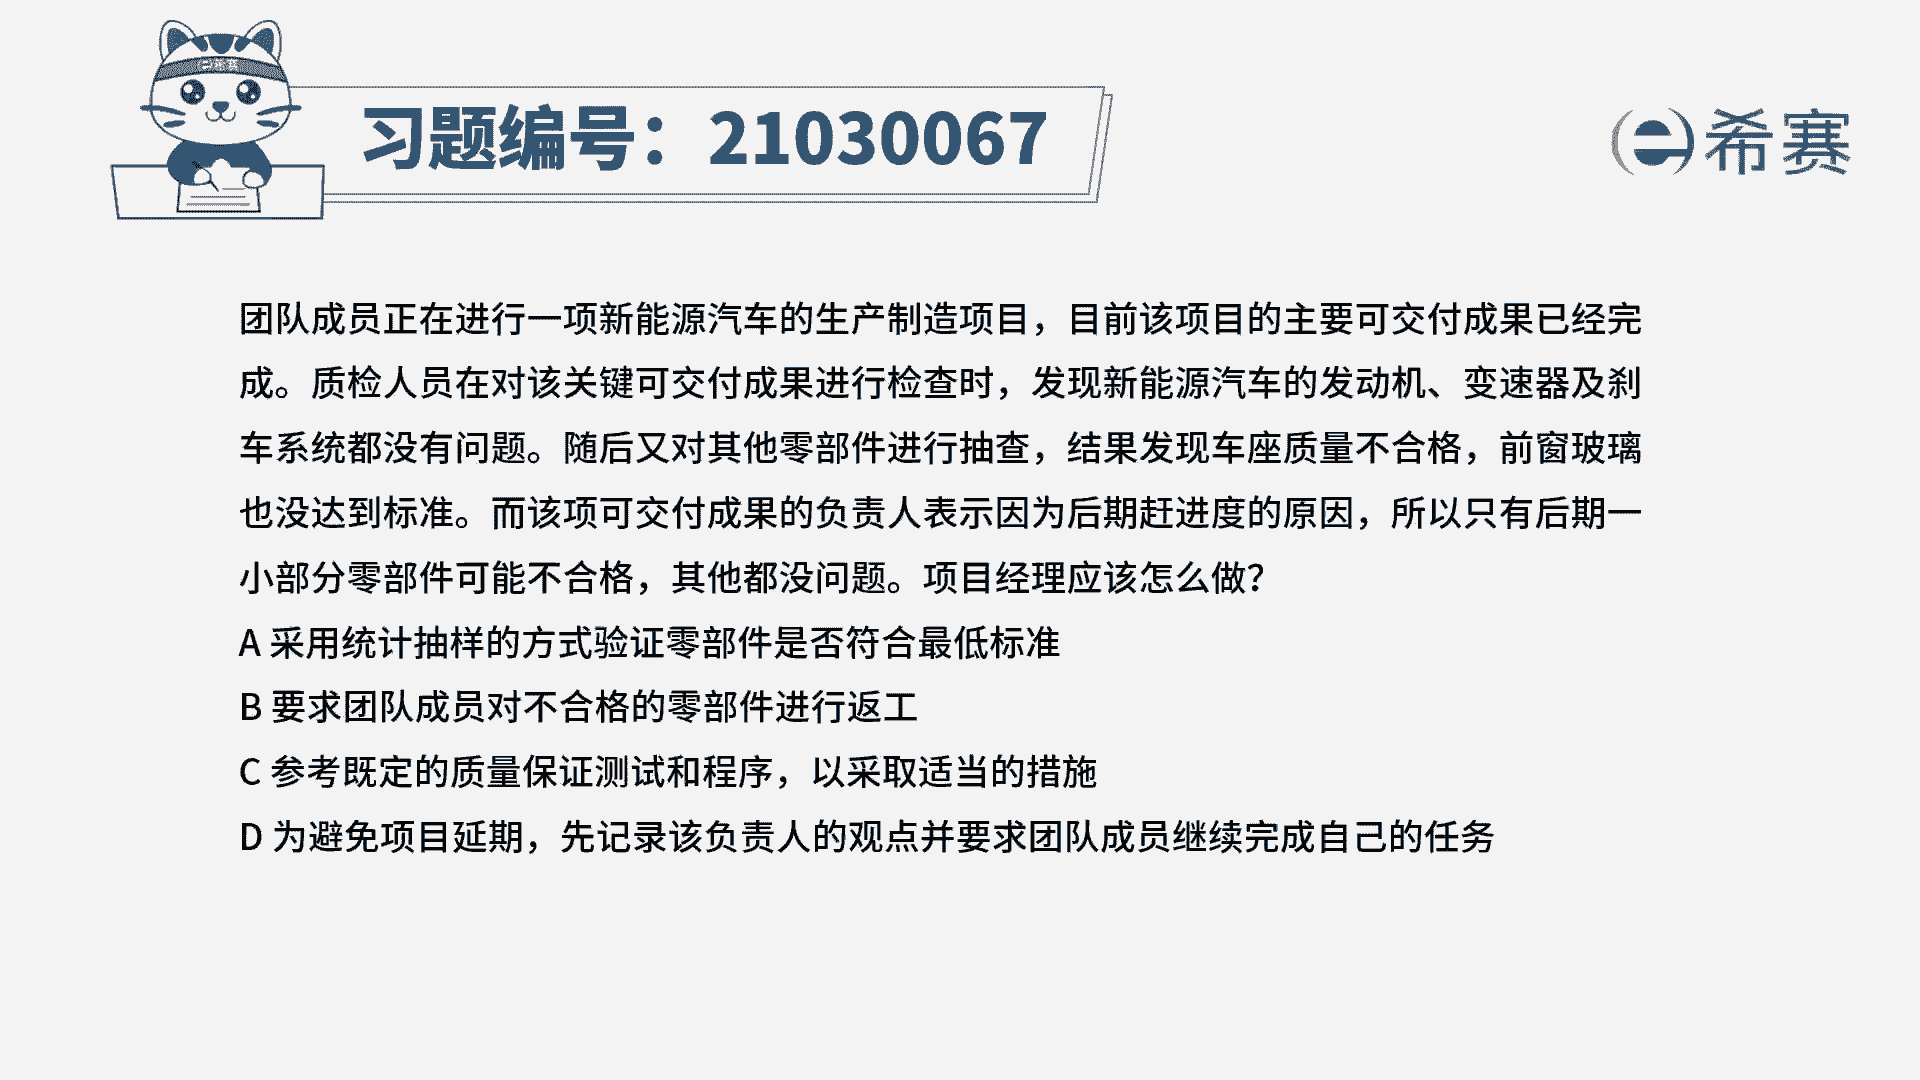 习题编号：21030067
希赛
团队成员正在进行一项新能源汽车的生产制造项目，目前该项目的主要可交付成果已经完
成。质检人员在对该关键可交付成果进行检查时，发现新能源汽车的发动机、变速器及刹
车系统都没有问题。随后又对其他零部件进行抽查，结果发现车座质量不合格，前窗玻璃
也没达到标准。而该项可交付成果的负责人表示因为后期赶进度的原因，所以只有后期一
小部分零部件可能不合格，其他都没问题。项目经理应该怎么做？
A 采用统计抽样的方式验证零部件是否符合最低标准
B 要求团队成员对不合格的零部件进行返工
C 参考既定的质量保证测试和程序，以采取适当的措施
D 为避免项目延期，先记录该负责人的观点并要求团队成员继续完成自己的任务